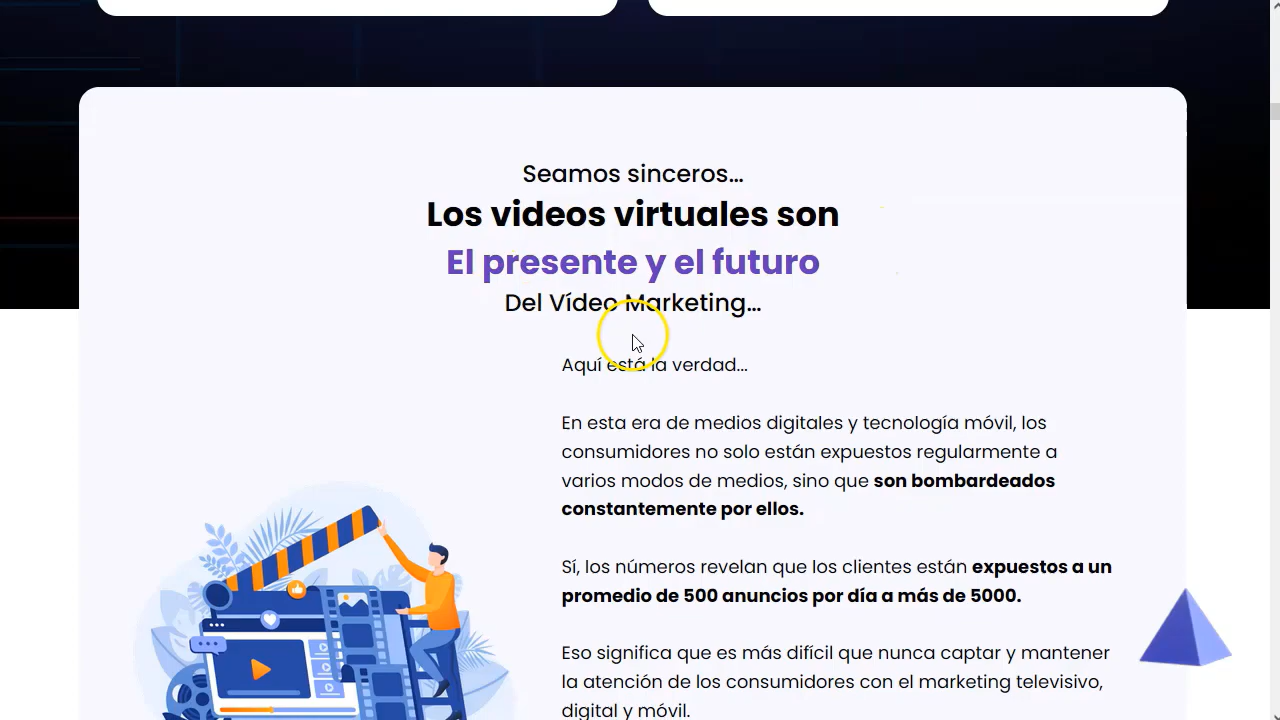 Seamos sinceros...
Los videos virtuales son
El presente y el futuro
Del Vídeo Marketing...
Aquí está la verdad...
En esta era de medios digitales y tecnología móvil, los
consumidores no solo están expuestos regularmente a
varios modos de medios, sino que son bombardeados
constantemente por ellos.
Sí, los números revelan que los clientes están expuestos a un
promedio de 500 anuncios por día a más de 5000.
Eso significa que es más difícil que nunca captar y mantener
la atención de los consumidores con el marketing televisivo,
digital y móvil.